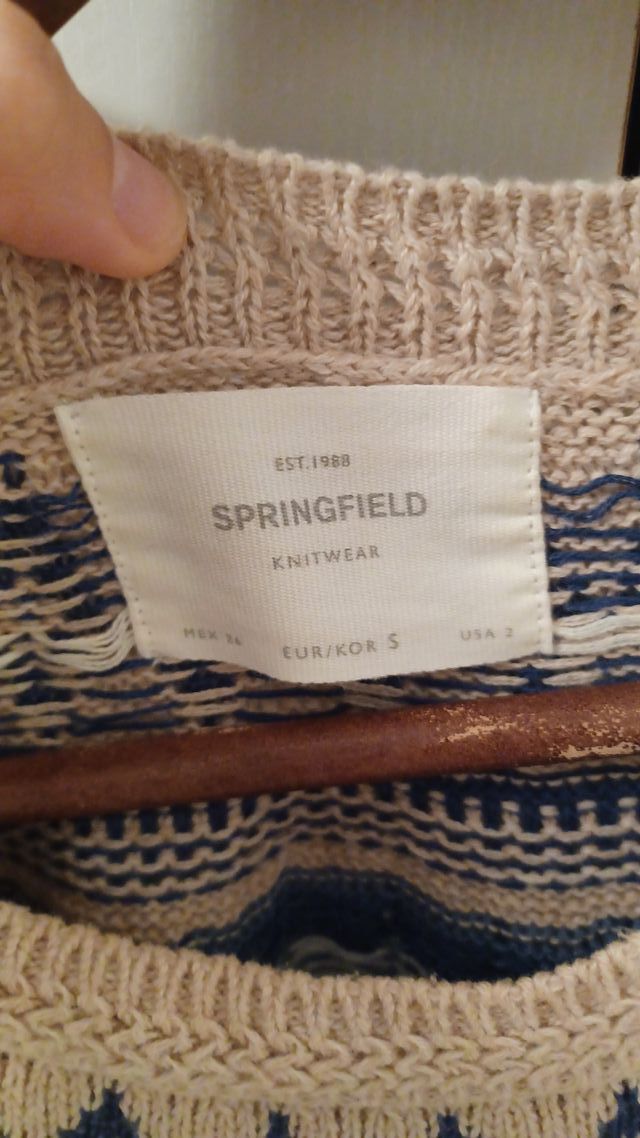 EST.1988
SPRINGFIELD
KNITWEAR
MEX 26 EUR/KOR S USA 2